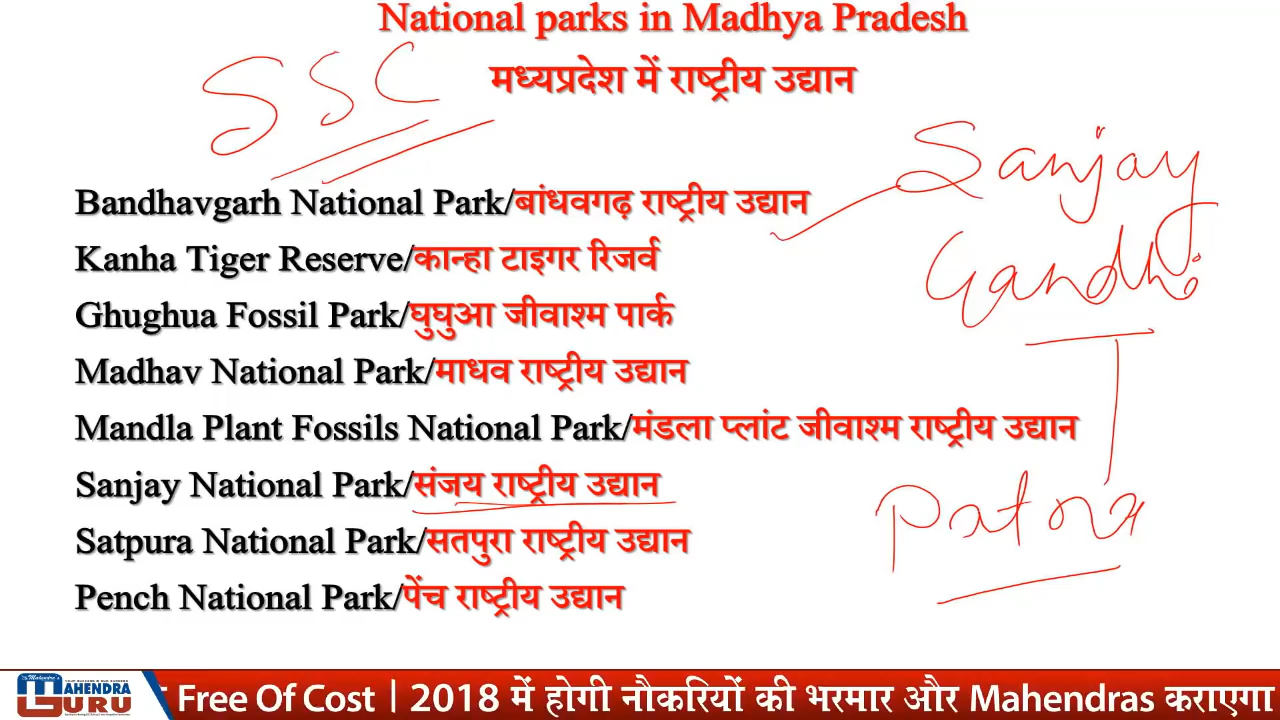 National parks in Madhya Pradesh
मध्यप्रदेश में राष्ट्रीय उद्यान
SSC
Sanjay
Gandhi
Bandhavgarh National Park/बांधवगढ़ राष्ट्रीय उद्यान
Kanha Tiger Reserve/कान्हा टाइगर रिजर्व
Ghughua Fossil Park/घुघुआ जीवाश्म पार्क
Madhav National Park/माधव राष्ट्रीय उद्यान
Mandla Plant Fossils National Park/मंडला प्लांट जीवाश्म राष्ट्रीय उद्यान
Sanjay National Park/संजय राष्ट्रीय उद्यान
Patna
Satpura National Park/सतपुरा राष्ट्रीय उद्यान
Pench National Park/पेंच राष्ट्रीय उद्यान
Mahendra's
MAHENDRA
GURU
Free Of Cost | 2018 में होगी नौकरियों की भरमार और Mahendras कराएगा